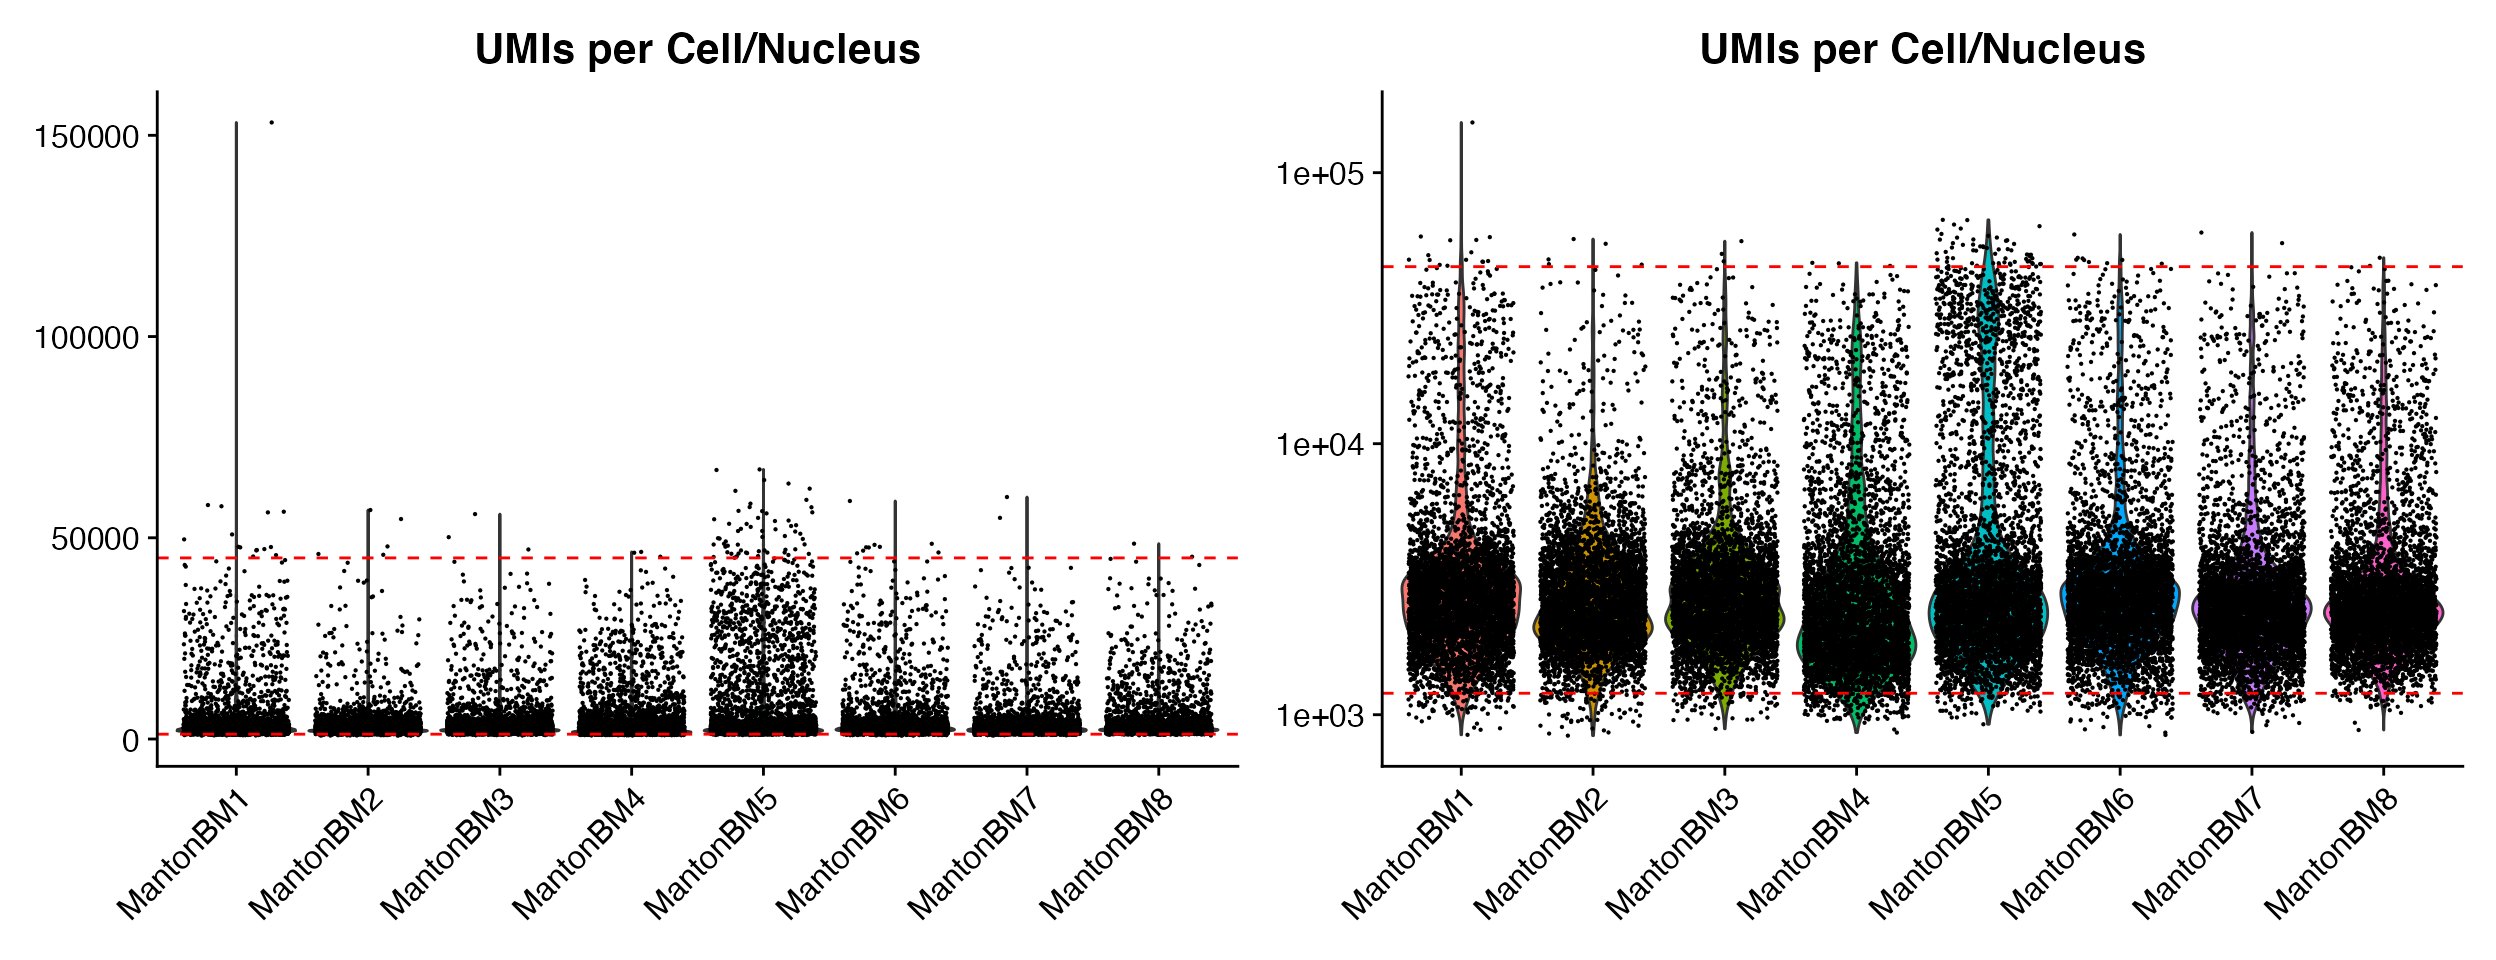 UMIs per Cell/Nucleus
150000
100000
50000
0
MantonBM1
MantonBM2
MantonBM3
MantonBM4
MantonBM5
MantonBM6
MantonBM7
MantonBM8
UMIs per Cell/Nucleus
1e+05
1e+04
1e+03
MantonBM1
MantonBM2
MantonBM3
MantonBM4
MantonBM5
MantonBM6
MantonBM7
MantonBM8